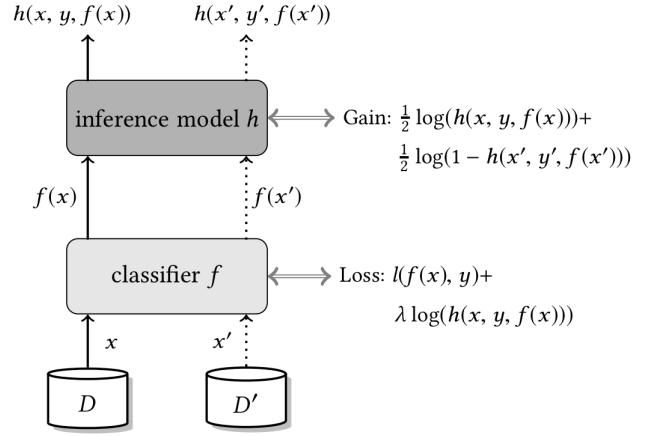 h(x, y, f(x)) h(x′, y′, f(x′))
inference model h
Gain: 1/2 log(h(x, y, f(x)))+
1/2 log(1 − h(x′, y′, f(x′)))
f(x) f(x′)
classifier f
Loss: l(f(x), y)+
λ log(h(x, y, f(x)))
x x′
D D′